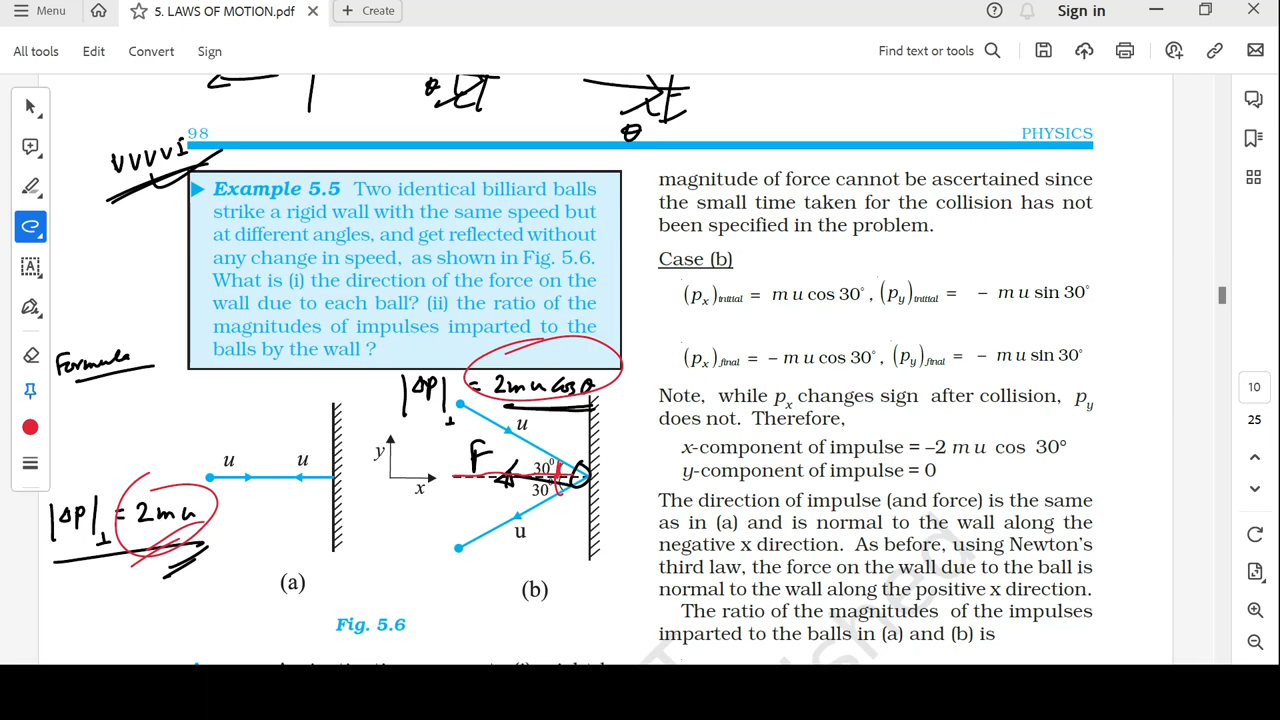 Menu
5. LAWS OF MOTION.pdf
Create
Sign in
All tools
Edit
Convert
Sign
Find text or tools
θ
θ
98
PHYSICS
VVVVI
Example 5.5 Two identical billiard balls
strike a rigid wall with the same speed but
at different angles, and get reflected without
any change in speed, as shown in Fig. 5.6.
What is (i) the direction of the force on the
wall due to each ball? (ii) the ratio of the
magnitudes of impulses imparted to the
balls by the wall ?
Formula
|ΔP|⊥ = 2mu cos θ
u u
y
x
u
F
30⁰
30⁰
u
|ΔP|⊥ = 2mu
(a)
(b)
Fig. 5.6
magnitude of force cannot be ascertained since
the small time taken for the collision has not
been specified in the problem.
Case (b)
(px)initial = m u cos 30°, (py)initial = – m u sin 30°
(px)final = – m u cos 30°, (py)final = – m u sin 30°
Note, while px changes sign after collision, py
does not. Therefore,
x-component of impulse = –2 m u cos 30°
y-component of impulse = 0
The direction of impulse (and force) is the same
as in (a) and is normal to the wall along the
negative x direction. As before, using Newton's
third law, the force on the wall due to the ball is
normal to the wall along the positive x direction.
The ratio of the magnitudes of the impulses
imparted to the balls in (a) and (b) is
10
25